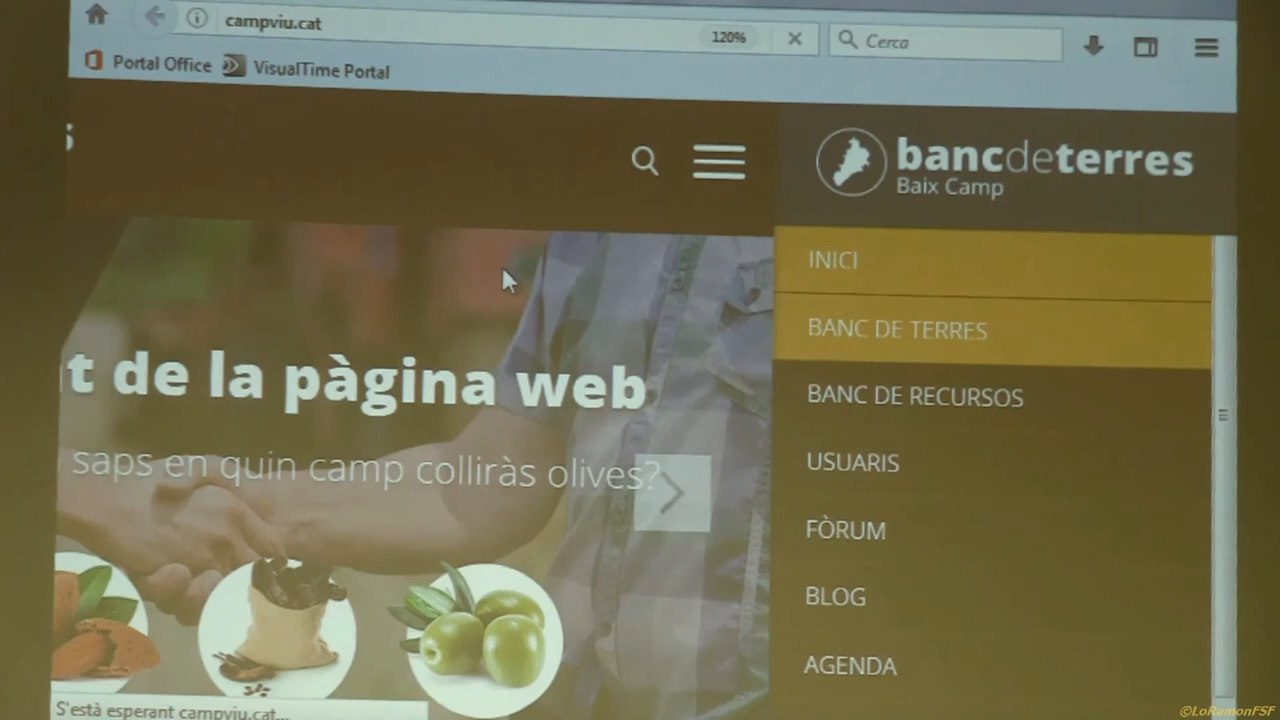 campviu.cat
120%
Cerca
Portal Office
VisualTime Portal
s
bancdeterres
Baix Camp
INICI
BANC DE TERRES
BANC DE RECURSOS
USUARIS
FÒRUM
BLOG
AGENDA
t de la pàgina web
saps en quin camp colliràs olives?
S'està esperant campviu.cat...
©LoRamonFSF